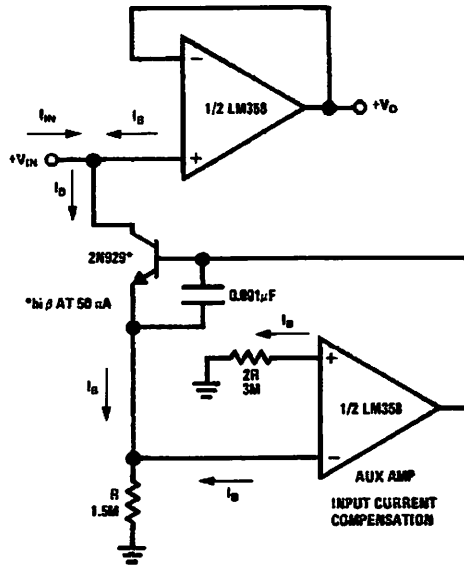 −
1/2 LM358
+VO
IIN
IB
+VIN
+
ID
2N929*
*hi β AT 50 nA
0.001μF
IB
2R
3M
+
1/2 LM358
IB
−
AUX AMP
R
1.5M
IB
INPUT CURRENT
COMPENSATION